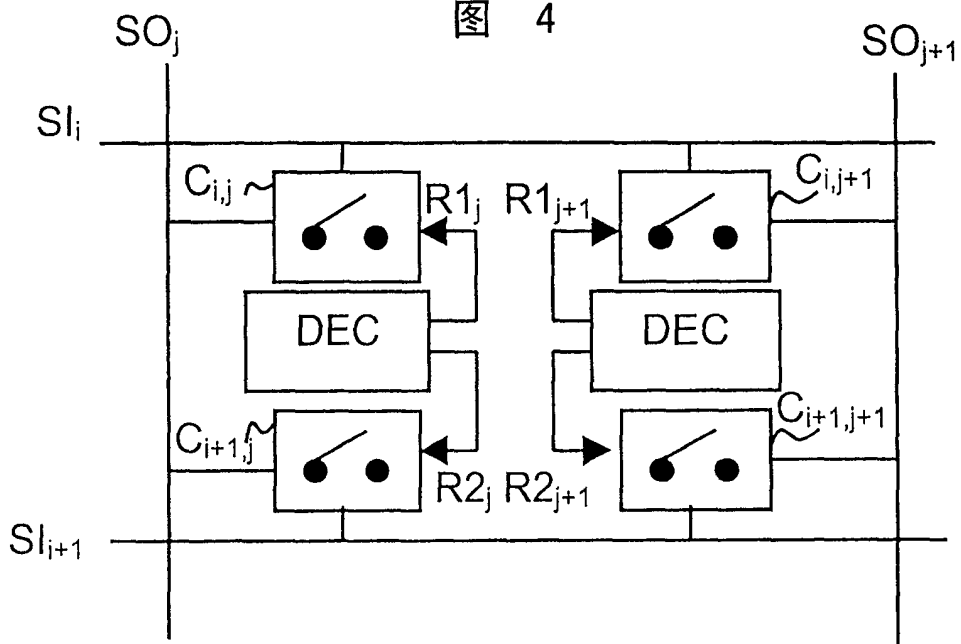 图 4
SOj
SOj+1
SIi
Ci,j
R1j
R1j+1
Ci,j+1
DEC
DEC
Ci+1,j
Ci+1,j+1
R2j
R2j+1
SIi+1